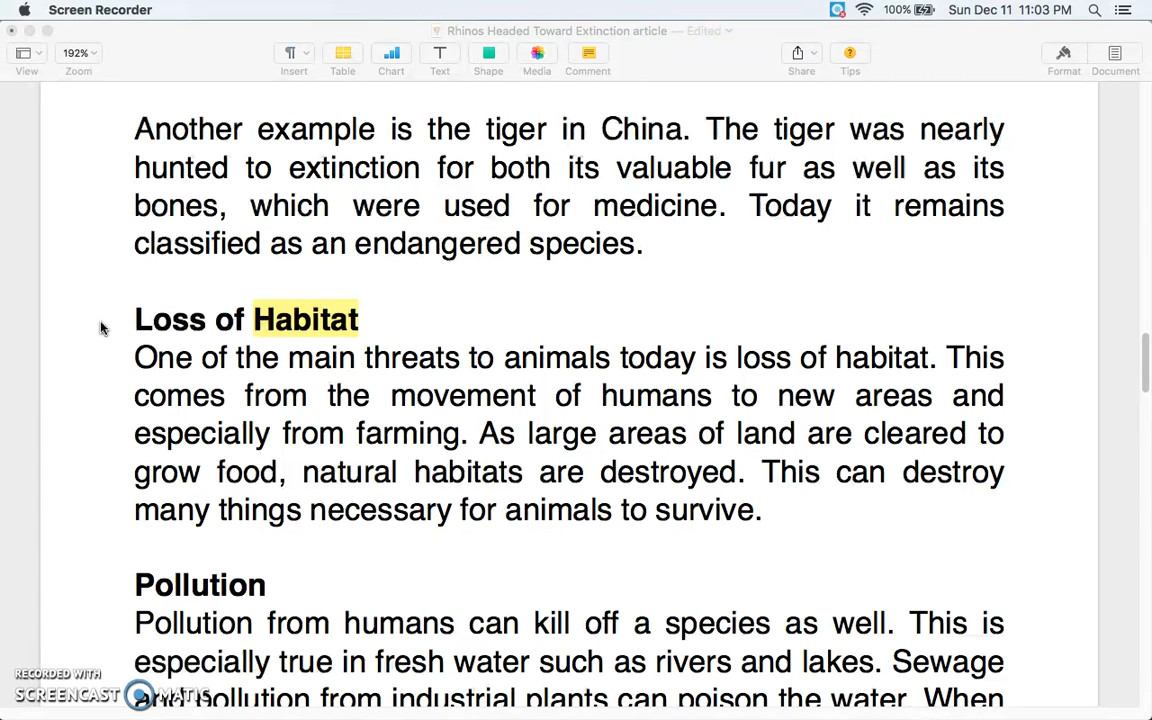 Screen Recorder
100%
Sun Dec 11 11:03 PM
Rhinos Headed Toward Extinction article — Edited
192%
View
Zoom
Insert
Table
Chart
Text
Shape
Media
Comment
Share
Tips
Format
Document
Another example is the tiger in China. The tiger was nearly
hunted to extinction for both its valuable fur as well as its
bones, which were used for medicine. Today it remains
classified as an endangered species.
Loss of Habitat
One of the main threats to animals today is loss of habitat. This
comes from the movement of humans to new areas and
especially from farming. As large areas of land are cleared to
grow food, natural habitats are destroyed. This can destroy
many things necessary for animals to survive.
Pollution
Pollution from humans can kill off a species as well. This is
especially true in fresh water such as rivers and lakes. Sewage
and pollution from industrial plants can poison the water. When
RECORDED WITH
SCREENCAST MATIC